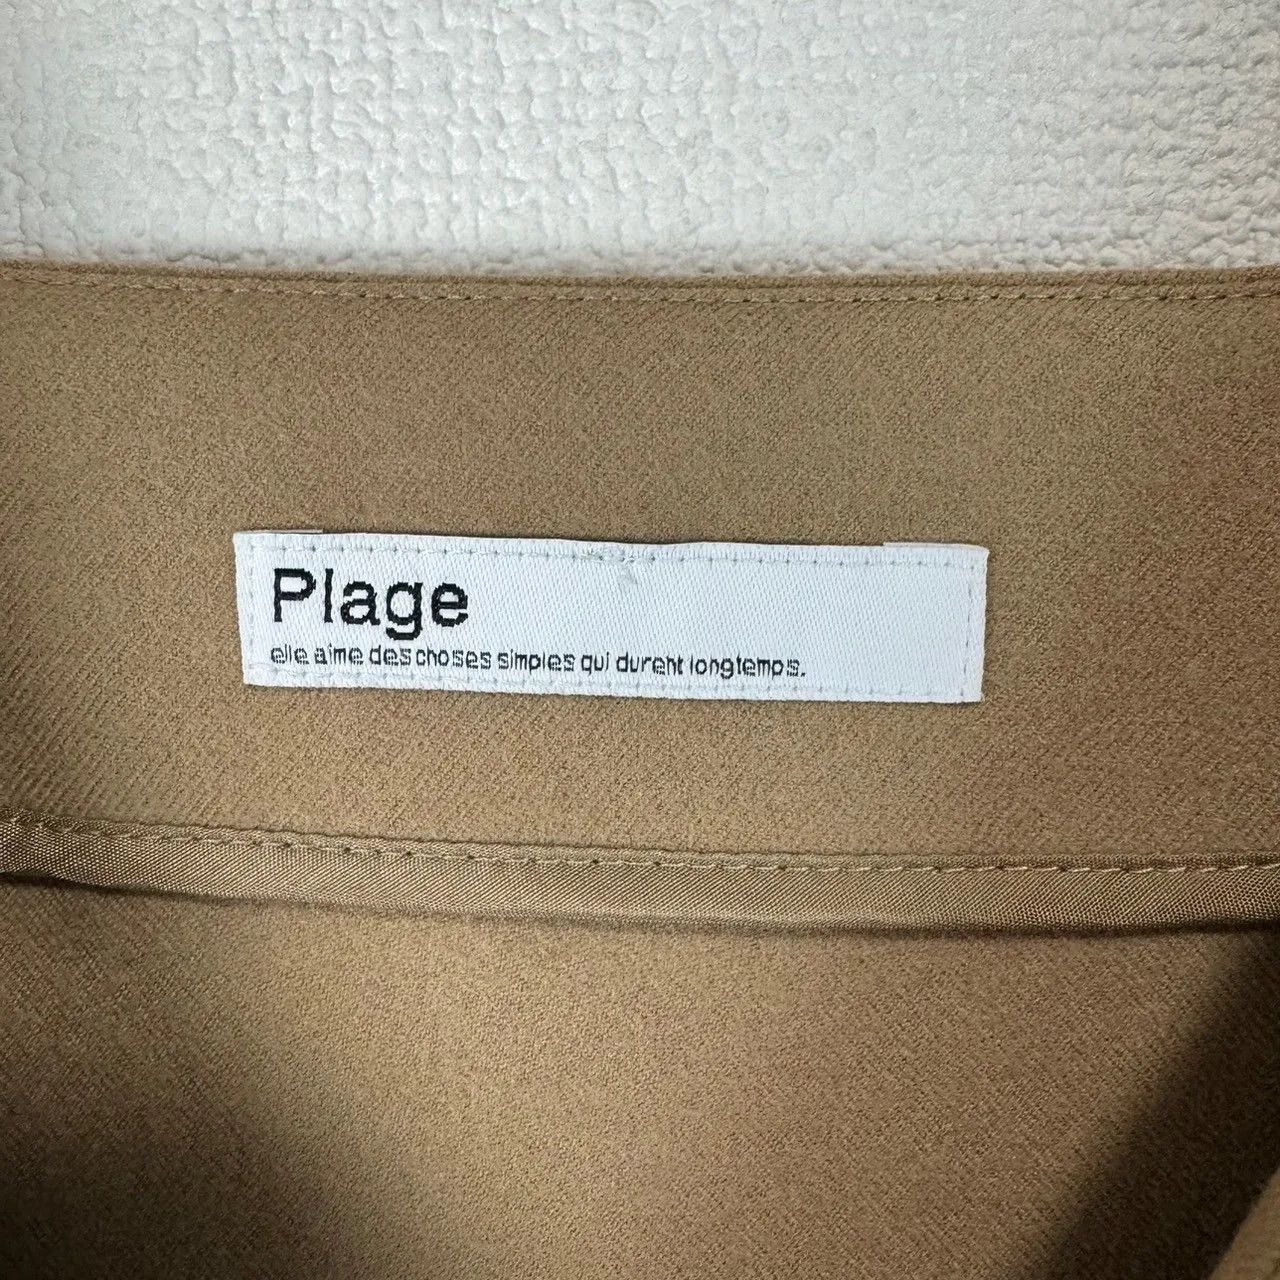 Plage
elle aime des choses simples qui durent longtemps.